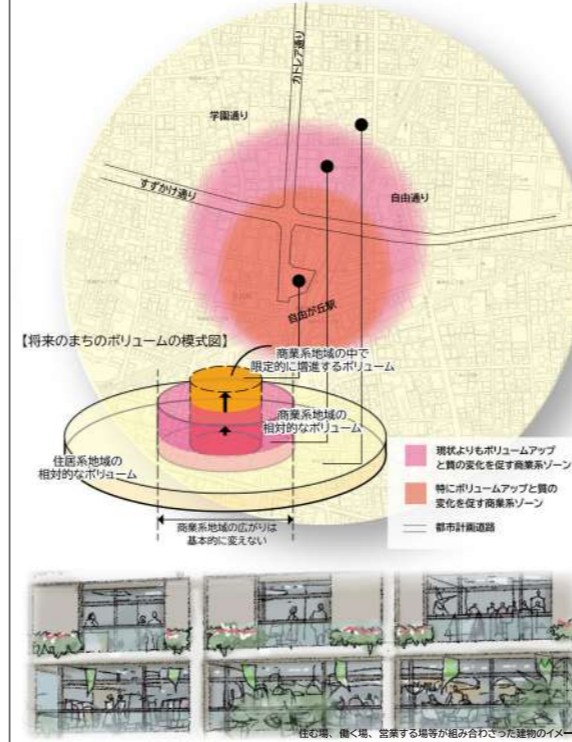 カトレア通り
学園通り
自由通り
すずかけ通り
自由が丘駅
【将来のまちのボリュームの模式図】
商業系地域の中で
限定的に増進するボリューム
商業系地域の
相対的なボリューム
住居系地域の
相対的なボリューム
商業系地域の広がりは
基本的に変えない
現状よりもボリュームアップ
と質の変化を促す商業系ゾーン
特にボリュームアップと質の
変化を促す商業系ゾーン
都市計画道路
住む場、働く場、営業する場等が組み合わさった建物のイメー